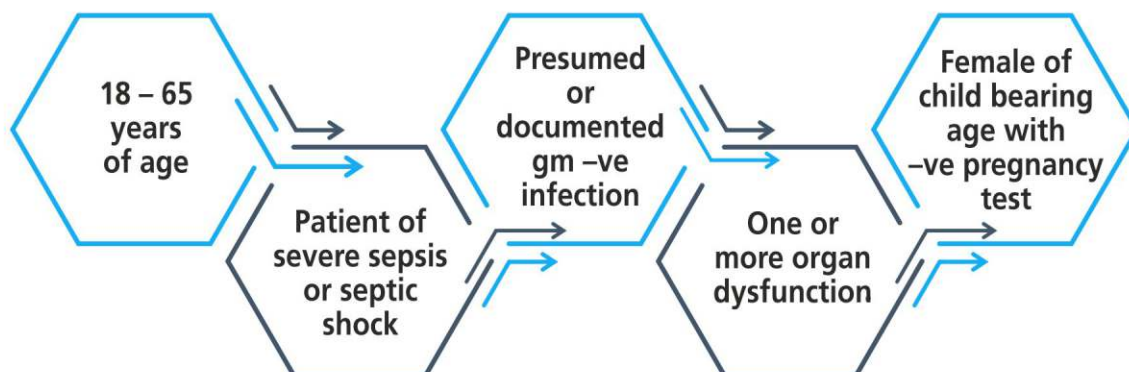 18 – 65
years
of age
Patient of
severe sepsis
or septic
shock
Presumed
or
documented
gm –ve
infection
One or
more organ
dysfunction
Female of
child bearing
age with
–ve pregnancy
test